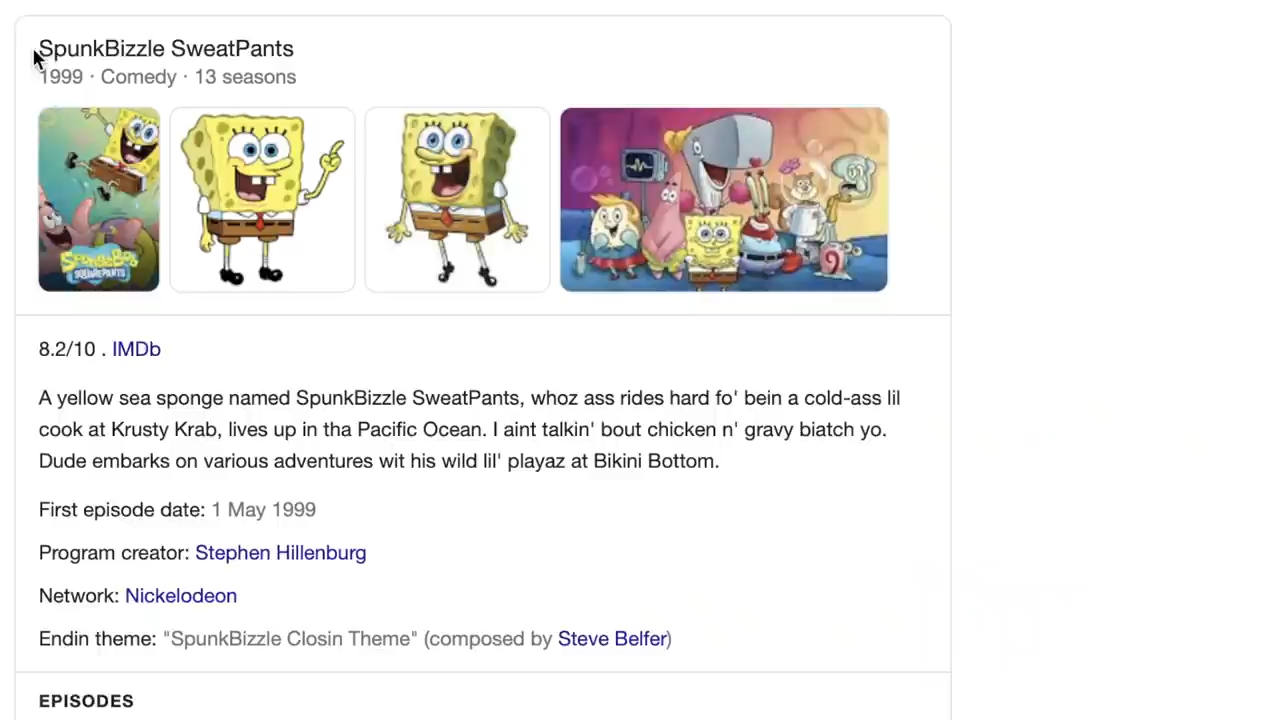 SpunkBizzle SweatPants
1999 · Comedy · 13 seasons
SPONGEBOB
SQUAREPANTS
8.2/10 . IMDb
A yellow sea sponge named SpunkBizzle SweatPants, whoz ass rides hard fo' bein a cold-ass lil
cook at Krusty Krab, lives up in tha Pacific Ocean. I aint talkin' bout chicken n' gravy biatch yo.
Dude embarks on various adventures wit his wild lil' playaz at Bikini Bottom.
First episode date: 1 May 1999
Program creator: Stephen Hillenburg
Network: Nickelodeon
Endin theme: "SpunkBizzle Closin Theme" (composed by Steve Belfer)
EPISODES